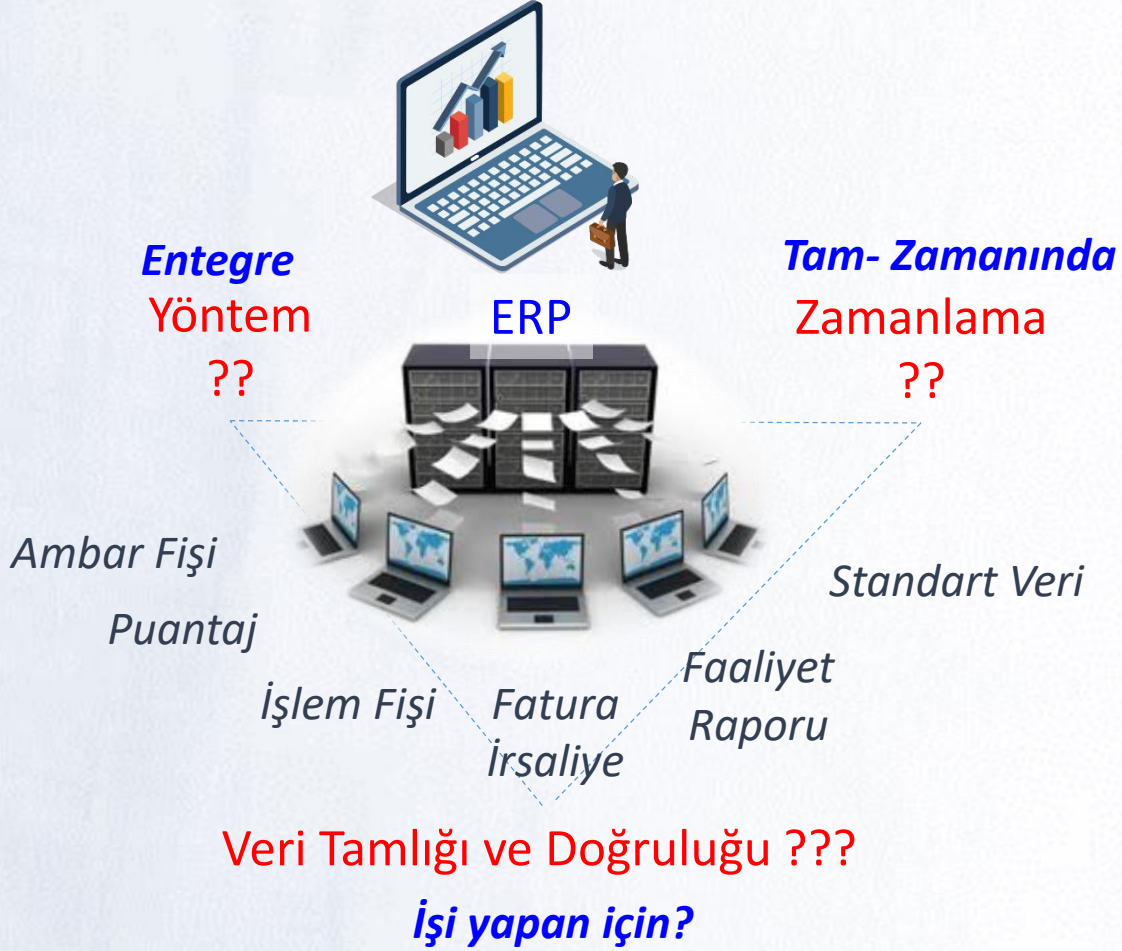 Entegre
Yöntem
??
ERP
Tam- Zamanında
Zamanlama
??
Ambar Fişi
Puantaj
İşlem Fişi
Fatura
İrsaliye
Faaliyet
Raporu
Standart Veri
Veri Tamlığı ve Doğruluğu ???
İşi yapan için?